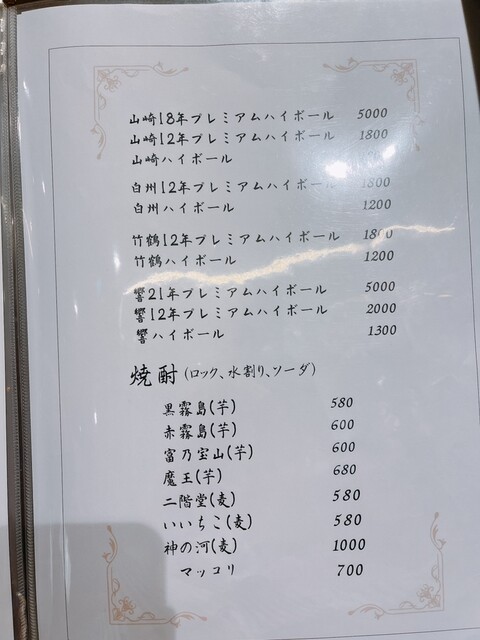 山崎18年プレミアムハイボール 5000
山崎12年プレミアムハイボール 1800
山崎ハイボール
白州12年プレミアムハイボール 1800
白州ハイボール 1200
竹鶴12年プレミアムハイボール 1800
竹鶴ハイボール 1200
響21年プレミアムハイボール 5000
響12年プレミアムハイボール 2000
響ハイボール 1300
焼酎(ロック、水割り、ソーダ)
黒霧島(芋) 580
赤霧島(芋) 600
富乃宝山(芋) 600
魔王(芋) 680
二階堂(麦) 580
いいちこ(麦) 580
神の河(麦) 1000
マッコリ 700